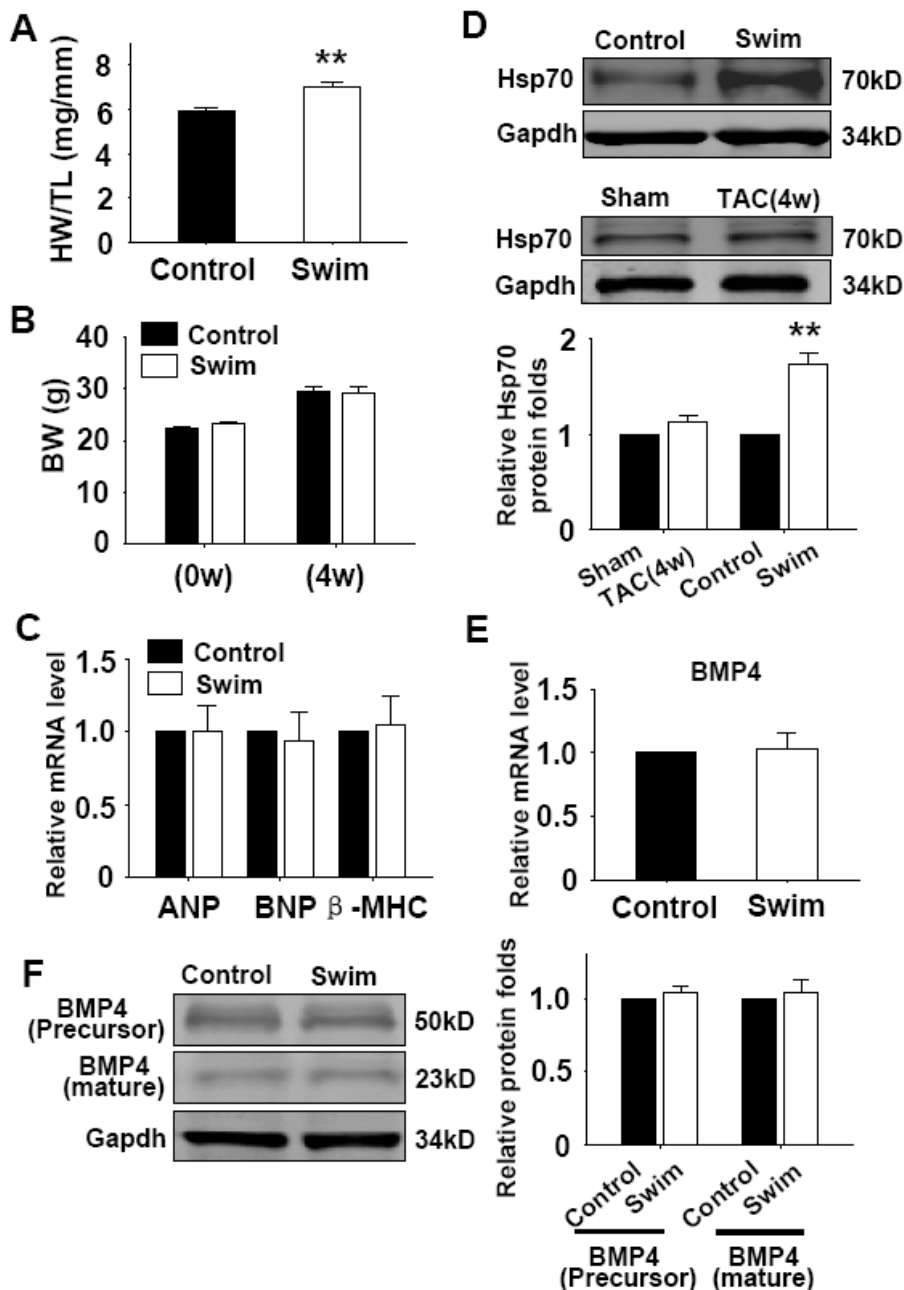 A
HW/TL (mg/mm)
8
6
4
2
0
**
Control Swim
B
Control
Swim
BW (g)
40
30
20
10
0
(0w) (4w)
C
Control
Swim
Relative mRNA level
1.5
1.0
0.5
0
ANP BNP β-MHC
D
Control Swim
Hsp70 70kD
Gapdh 34kD
Sham TAC(4w)
Hsp70 70kD
Gapdh 34kD
Relative Hsp70
protein folds
2
1
0
**
Sham
TAC(4w)
Control
Swim
E
BMP4
Relative mRNA level
1.5
1.0
0.5
0
Control Swim
F
Control Swim
BMP4
(Precursor)
50kD
BMP4
(mature)
23kD
Gapdh 34kD
Relative protein folds
1.0
0.5
0
Control
Swim
Control
Swim
BMP4
(Precursor)
BMP4
(mature)